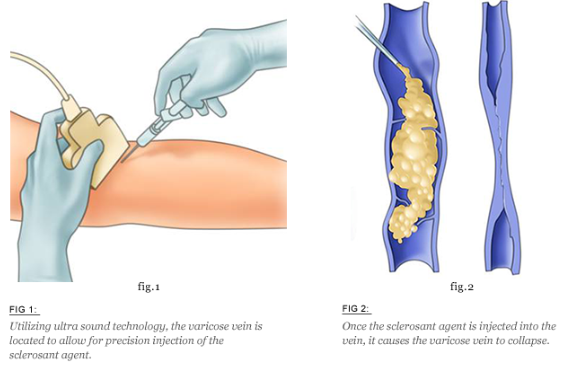 fig.1
FIG 1:
Utilizing ultra sound technology, the varicose vein is
located to allow for precision injection of the
sclerosant agent.
fig.2
FIG 2:
Once the sclerosant agent is injected into the
vein, it causes the varicose vein to collapse.